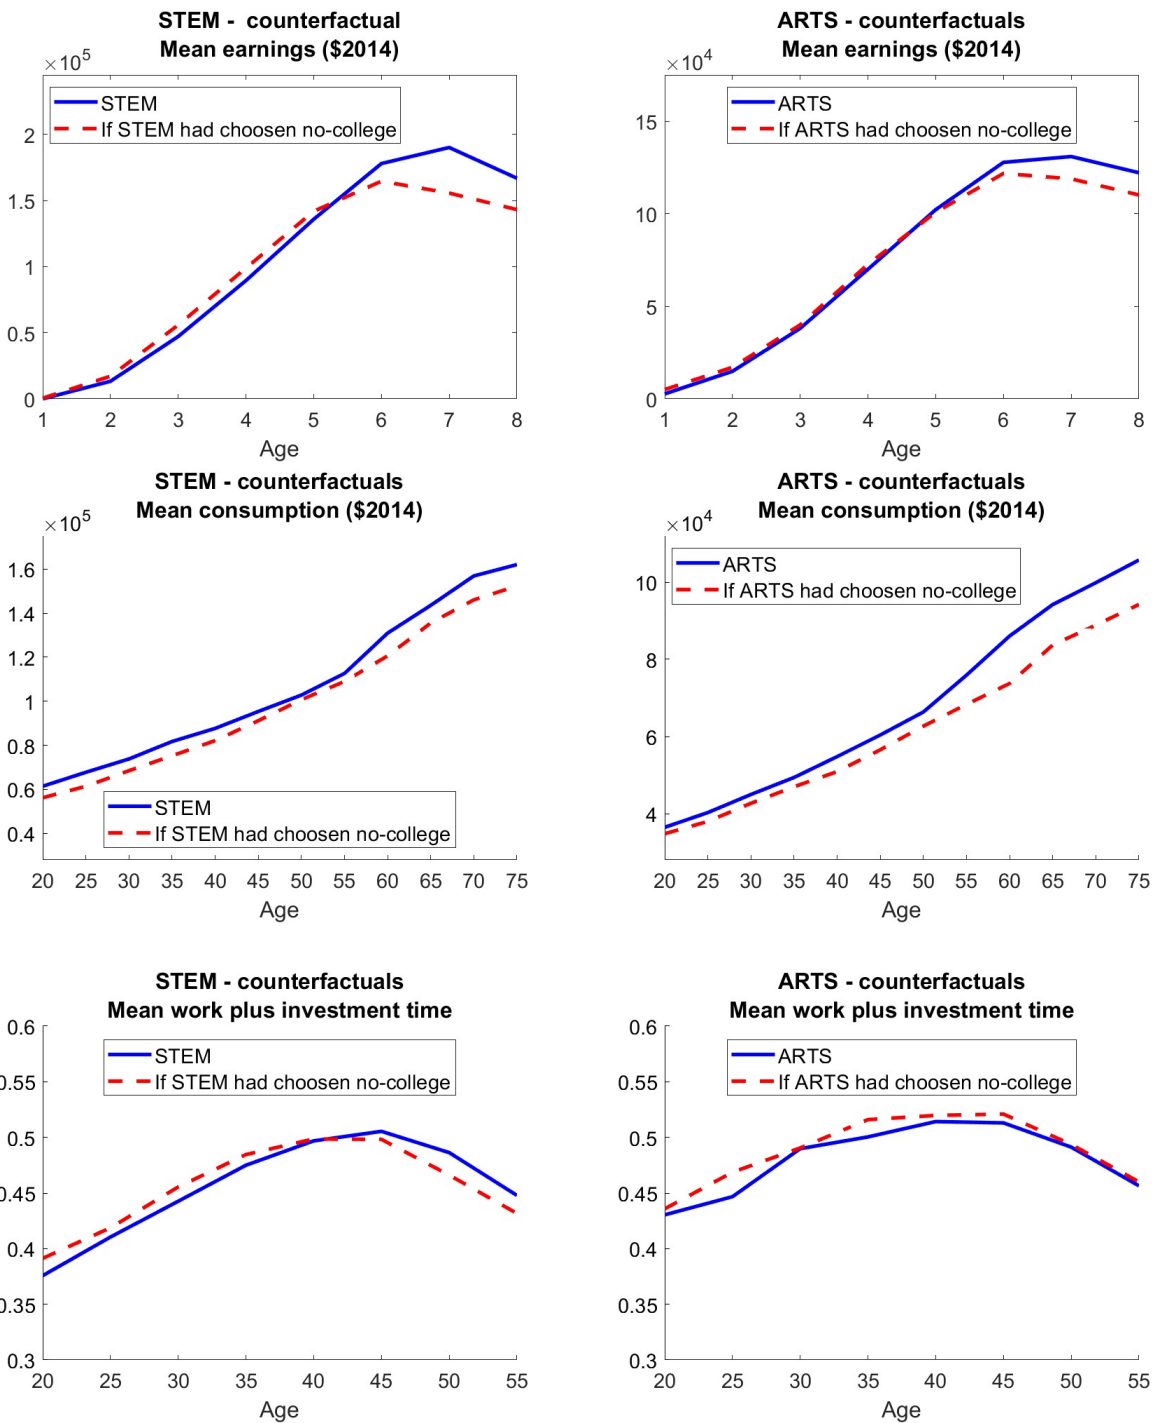 STEM -  counterfactual
Mean earnings ($2014)
×10^5
STEM
If STEM had choosen no-college
2
1.5
1
0.5
0
1 2 3 4 5 6 7 8
Age
ARTS - counterfactuals
Mean earnings ($2014)
×10^4
ARTS
If ARTS had choosen no-college
15
10
5
0
1 2 3 4 5 6 7 8
Age
STEM - counterfactuals
Mean consumption ($2014)
×10^5
1.6
1.4
1.2
1
0.8
0.6
0.4
STEM
If STEM had choosen no-college
20 25 30 35 40 45 50 55 60 65 70 75
Age
ARTS - counterfactuals
Mean consumption ($2014)
×10^4
ARTS
If ARTS had choosen no-college
10
8
6
4
20 25 30 35 40 45 50 55 60 65 70 75
Age
STEM - counterfactuals
Mean work plus investment time
0.6
STEM
If STEM had choosen no-college
0.55
0.5
0.45
0.4
0.35
0.3
20 25 30 35 40 45 50 55
Age
ARTS - counterfactuals
Mean work plus investment time
0.6
ARTS
If ARTS had choosen no-college
0.55
0.5
0.45
0.4
0.35
0.3
20 25 30 35 40 45 50 55
Age